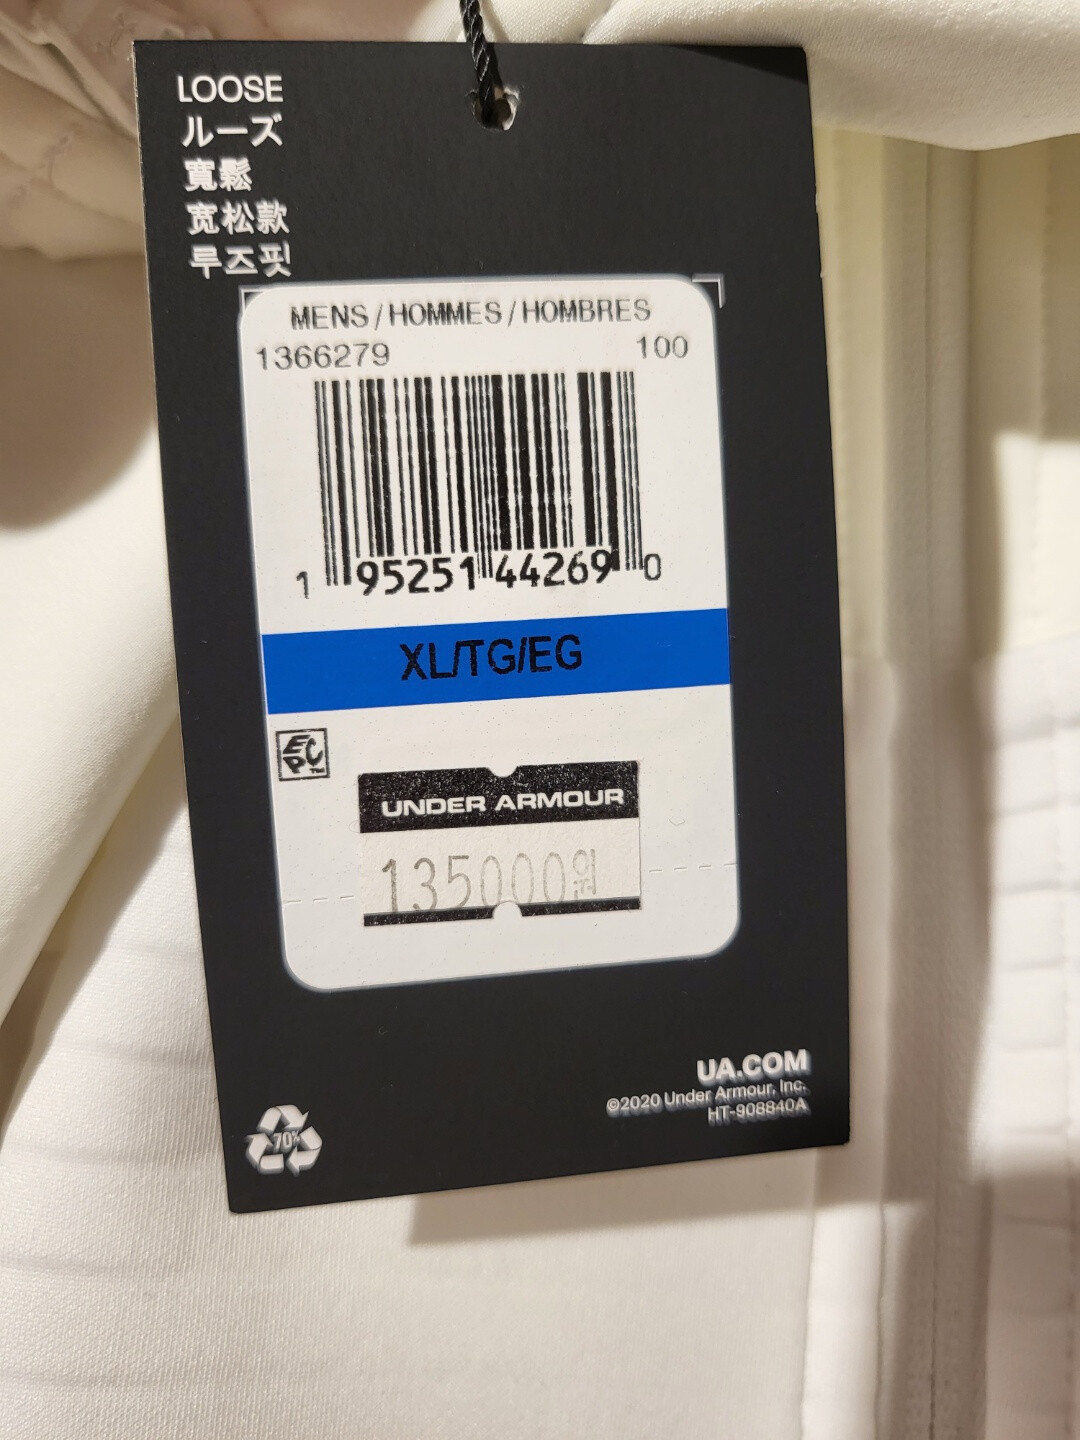 LOOSE
ルーズ
寬鬆
宽松款
루즈핏
MENS/HOMMES/HOMBRES
1366279 100
1 95251 44269 0
XL/TG/EG
EPC
UNDER ARMOUR
135000원
UA.COM
©2020 Under Armour, Inc.
HT-908840A
70%